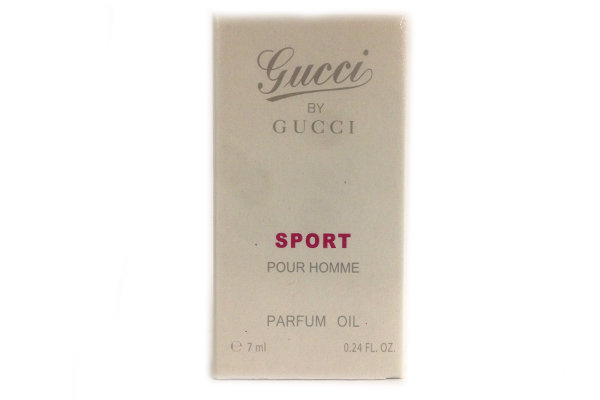 Gucci
BY
GUCCI
SPORT
POUR HOMME
PARFUM OIL
℮ 7 ml 0.24 FL. OZ.